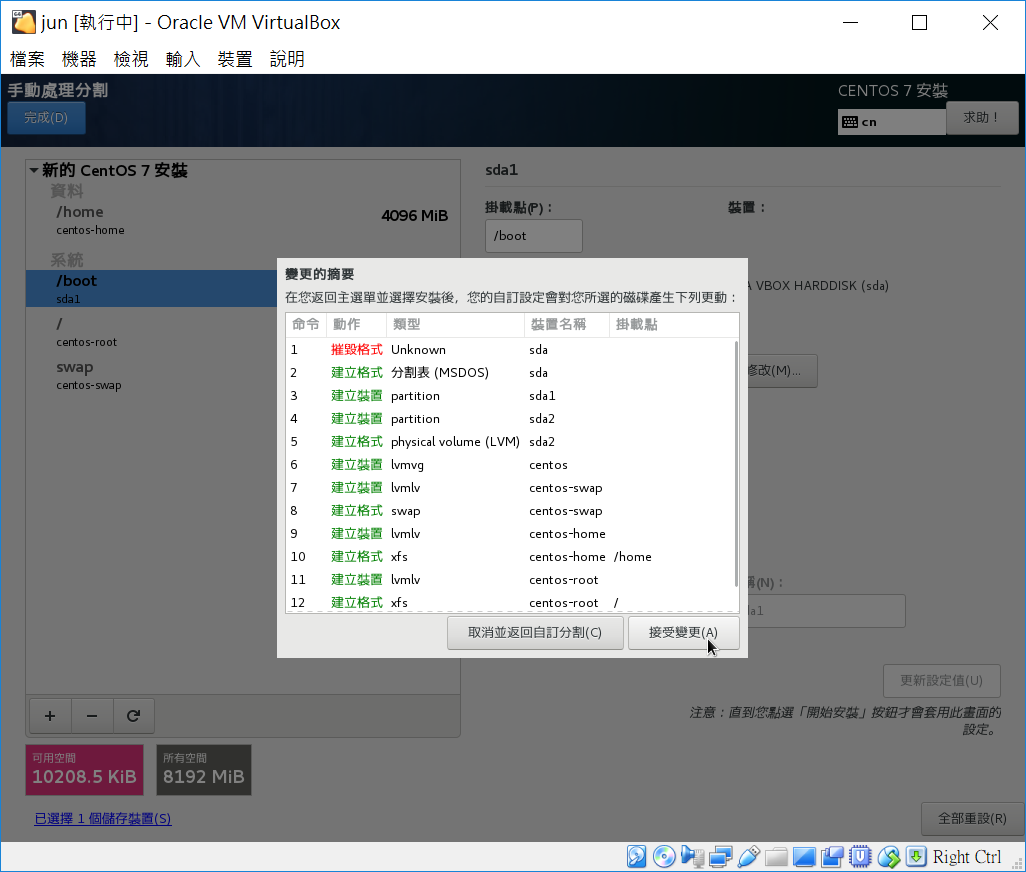 jun [執行中] - Oracle VM VirtualBox
檔案 機器 檢視 輸入 裝置 說明
手動處理分割
CENTOS 7 安裝
完成(D)
cn
求助！
新的 CentOS 7 安裝
資料
/home
4096 MiB
centos-home
系統
/boot
sda1
/
centos-root
swap
centos-swap
sda1
掛載點(P)：
裝置：
/boot
VBOX HARDDISK (sda)
修改(M)...
(N)：
更新設定值(U)
注意：直到您點選「開始安裝」按鈕才會套用此畫面的
設定。
變更的摘要
在您返回主選單並選擇安裝後，您的自訂設定會對您所選的磁碟產生下列更動：
命令 動作 類型 裝置名稱 掛載點
1 摧毀格式 Unknown sda
2 建立格式 分割表 (MSDOS) sda
3 建立裝置 partition sda1
4 建立裝置 partition sda2
5 建立格式 physical volume (LVM) sda2
6 建立裝置 lvmvg centos
7 建立裝置 lvmlv centos-swap
8 建立格式 swap centos-swap
9 建立裝置 lvmlv centos-home
10 建立格式 xfs centos-home /home
11 建立裝置 lvmlv centos-root
12 建立格式 xfs centos-root /
取消並返回自訂分割(C)
接受變更(A)
可用空間
10208.5 KiB
所有空間
8192 MiB
已選擇 1 個儲存裝置(S)
全部重設(R)
Right Ctrl